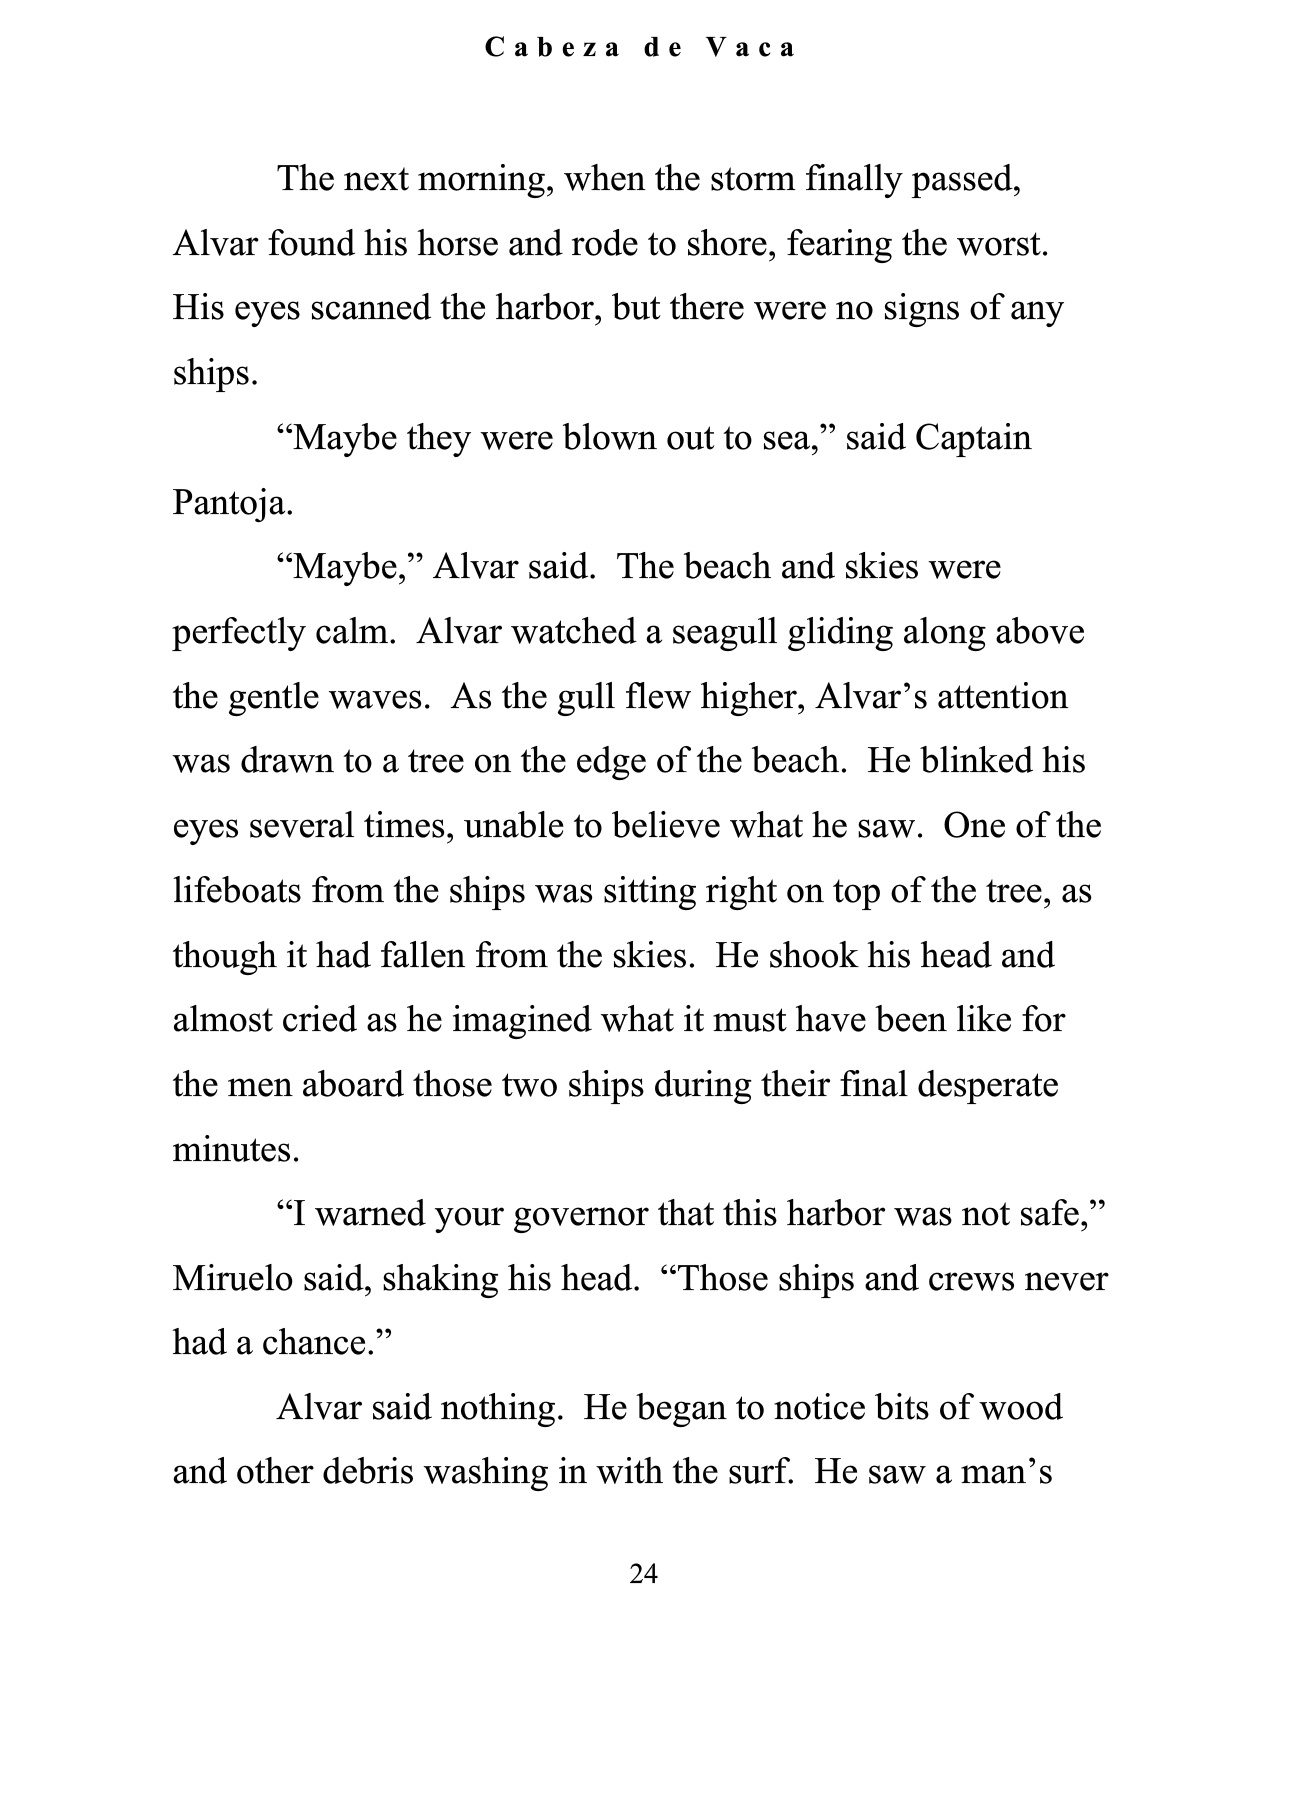 Cabeza de Vaca
The next morning, when the storm finally passed,
Alvar found his horse and rode to shore, fearing the worst.
His eyes scanned the harbor, but there were no signs of any
ships.
“Maybe they were blown out to sea,” said Captain
Pantoja.
“Maybe,” Alvar said.  The beach and skies were
perfectly calm.  Alvar watched a seagull gliding along above
the gentle waves.  As the gull flew higher, Alvar’s attention
was drawn to a tree on the edge of the beach.  He blinked his
eyes several times, unable to believe what he saw.  One of the
lifeboats from the ships was sitting right on top of the tree, as
though it had fallen from the skies.  He shook his head and
almost cried as he imagined what it must have been like for
the men aboard those two ships during their final desperate
minutes.
“I warned your governor that this harbor was not safe,”
Miruelo said, shaking his head.  “Those ships and crews never
had a chance.”
Alvar said nothing.  He began to notice bits of wood
and other debris washing in with the surf.  He saw a man’s
24